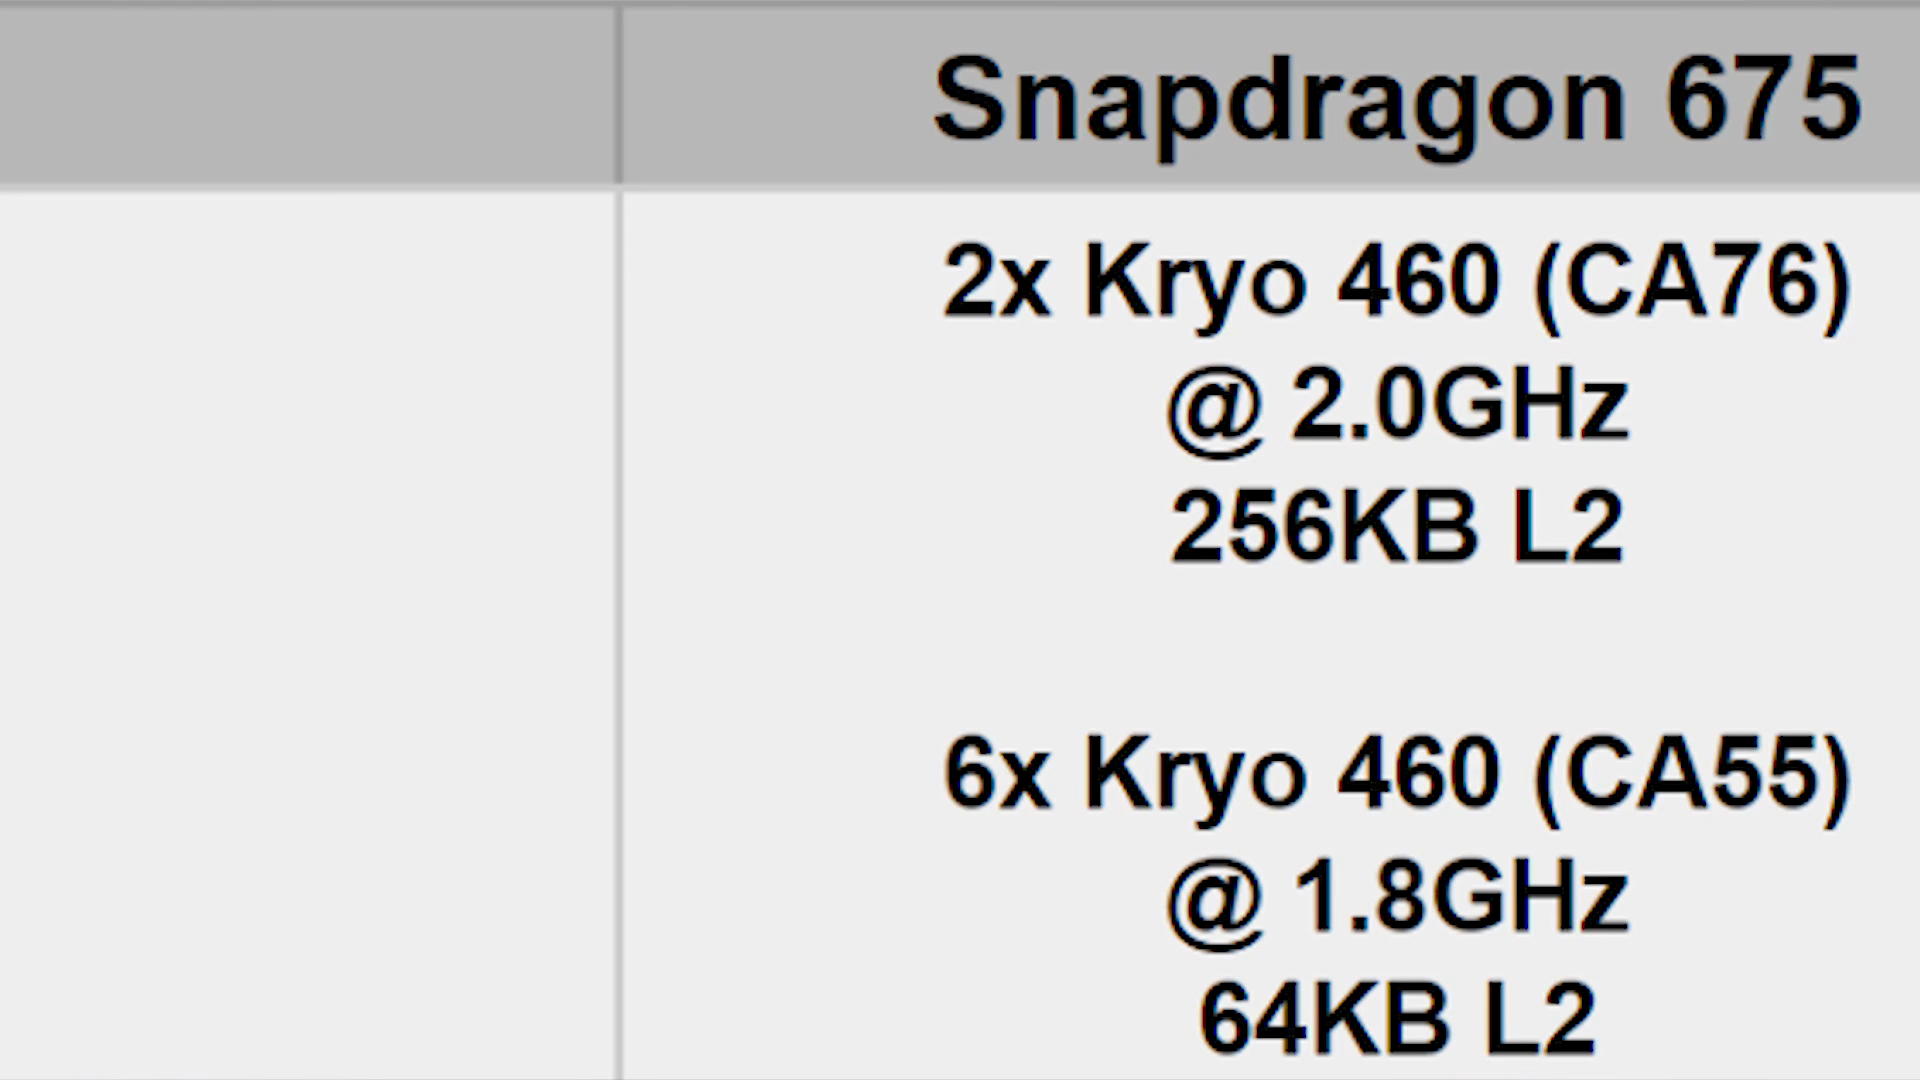 Snapdragon 675
2x Kryo 460 (CA76)
@ 2.0GHz
256KB L2
6x Kryo 460 (CA55)
@ 1.8GHz
64KB L2